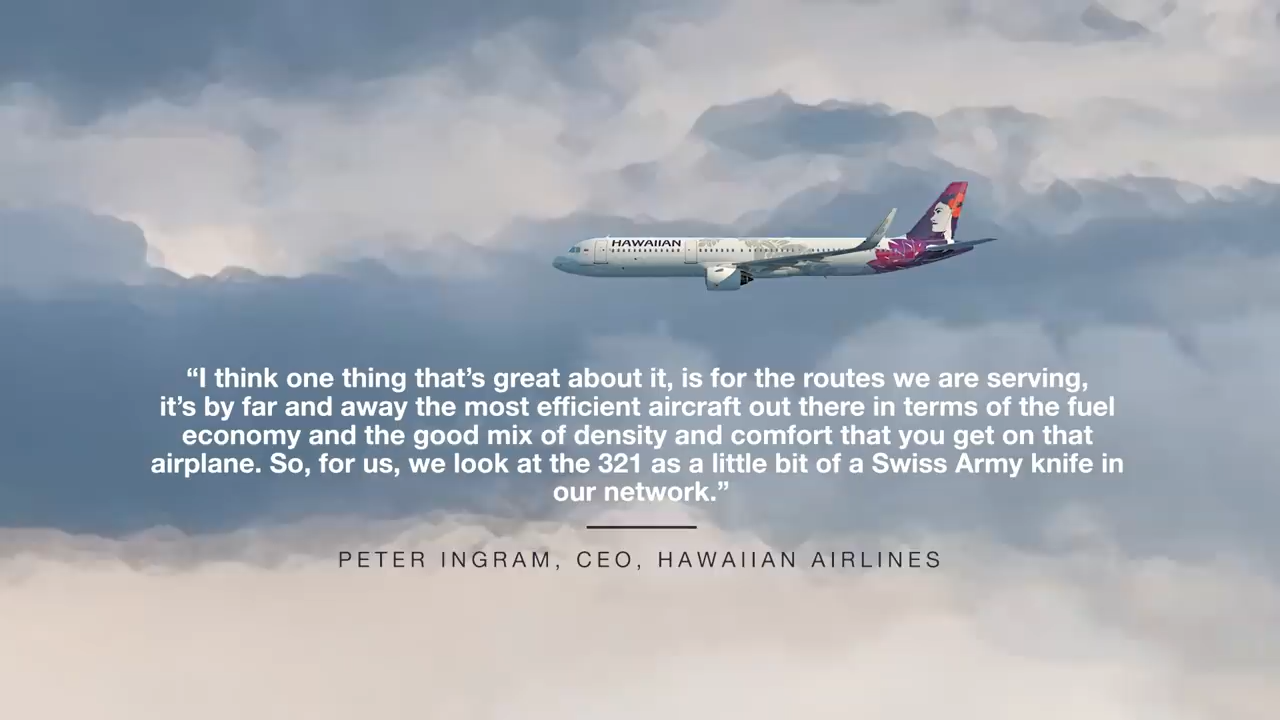 HAWAIIAN
“I think one thing that’s great about it, is for the routes we are serving,
it’s by far and away the most efficient aircraft out there in terms of the fuel
economy and the good mix of density and comfort that you get on that
airplane. So, for us, we look at the 321 as a little bit of a Swiss Army knife in
our network.”
PETER INGRAM, CEO, HAWAIIAN AIRLINES